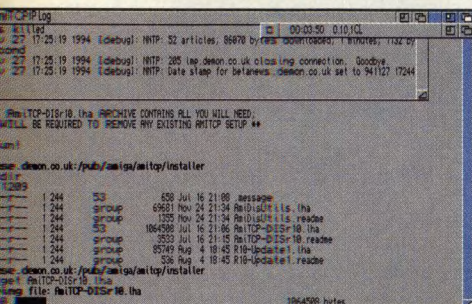 AmiTCPIP Log
killed
00:03:50 0.10,1CL
27 17:25:19 1994 [debug]: NNTP: 52 articles, 86070 bytes downloaded, 1 minutes, 1132 by
27 17:25:19 1994 [debug]: NNTP: 205 lmp.demon.co.uk closing connection. Goodbye.
27 17:25:19 1994 [debug]: NNTP: Date stamp for betanews.demon.co.uk set to 941127 17244
AmiTCP-DISr10.lha ARCHIVE CONTAINS ALL YOU WILL NEED;
WILL BE REQUIRED TO REMOVE ANY EXISTING AMITCP SETUP **
demon.co.uk:/pub/amiga/amitcp/installer
dir
1 244 53 658 Jul 16 21:08 .message
1 244 group 69681 Nov 24 21:34 AmiDisUtils.lha
1 244 group 1355 Nov 24 21:34 AmiDisUtils.readme
1 244 53 1064508 Jul 16 21:06 AmiTCP-DISr10.lha
1 244 group 3533 Jul 16 21:15 AmiTCP-DISr10.readme
1 244 group 85749 Aug 4 18:45 R10-Update1.lha
1 244 group 536 Aug 4 18:45 R10-Update1.readme
demon.co.uk:/pub/amiga/amitcp/installer
get AmiTCP-DISr10.lha
file: AmiTCP-DISr10.lha
1064508 bytes